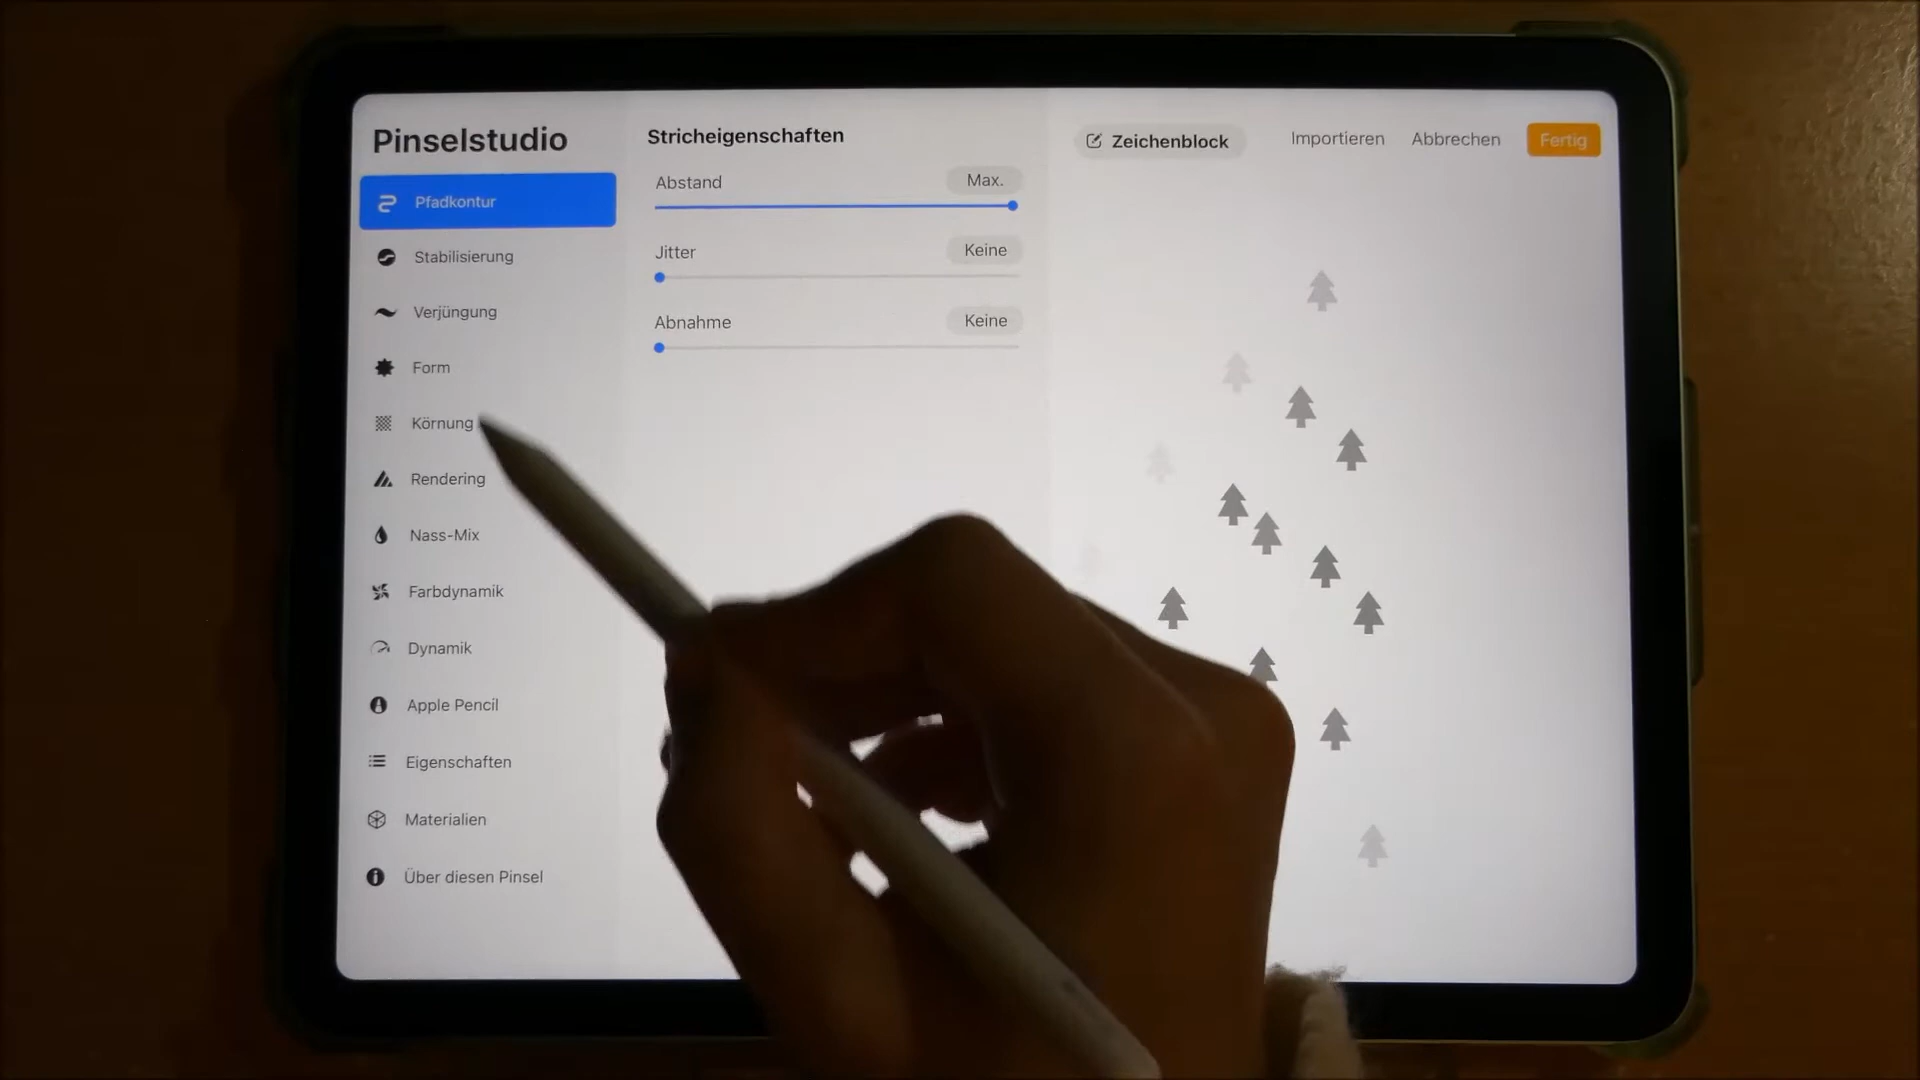 Pinselstudio
Pfadkontur
Stabilisierung
Verjüngung
Form
Körnung
Rendering
Nass-Mix
Farbdynamik
Dynamik
Apple Pencil
Eigenschaften
Materialien
Über diesen Pinsel
Stricheigenschaften
Abstand Max.
Jitter Keine
Abnahme Keine
Zeichenblock Importieren Abbrechen Fertig